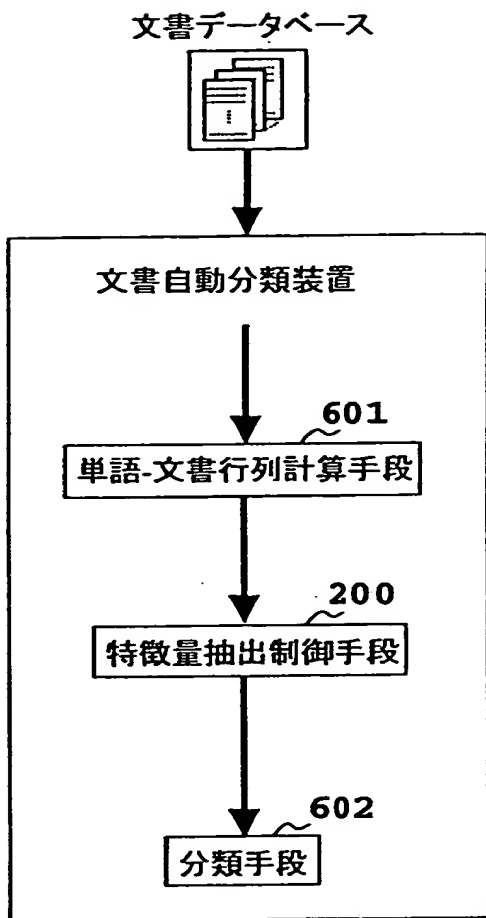 文書データベース
文書自動分類装置
601
単語-文書行列計算手段
200
特徴量抽出制御手段
602
分類手段